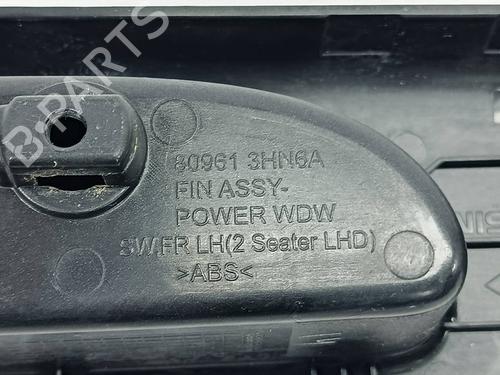 B-PARTS
80961 3HN6A
FIN ASSY-
POWER WDW
SW.FR LH(2 Seater LHD)
>ABS<